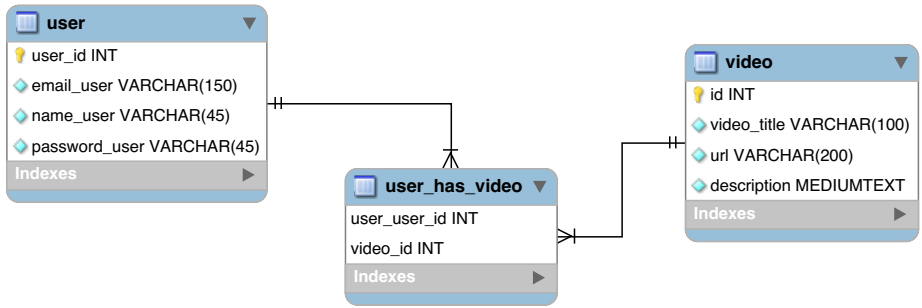 user
user_id INT
email_user VARCHAR(150)
name_user VARCHAR(45)
password_user VARCHAR(45)
Indexes
user_has_video
user_user_id INT
video_id INT
Indexes
video
id INT
video_title VARCHAR(100)
url VARCHAR(200)
description MEDIUMTEXT
Indexes